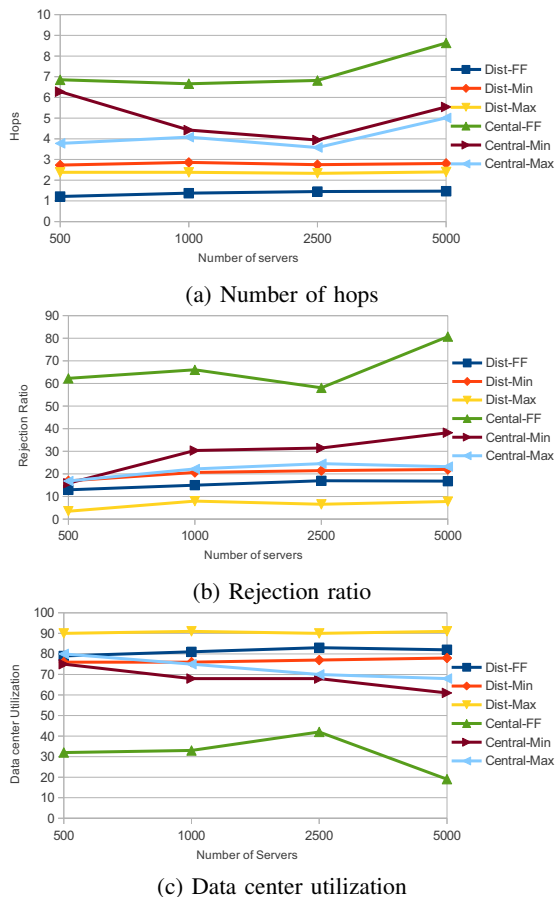 10
9
8
7
6
5
4
3
2
1
0
Hops
500 1000 2500 5000
Number of servers
Dist-FF
Dist-Min
Dist-Max
Cental-FF
Central-Min
Central-Max
(a) Number of hops
90
80
70
60
50
40
30
20
10
0
Rejection Ratio
500 1000 2500 5000
Number of servers
Dist-FF
Dist-Min
Dist-Max
Cental-FF
Central-Min
Central-Max
(b) Rejection ratio
100
90
80
70
60
50
40
30
20
10
0
Data center Utilization
500 1000 2500 5000
Number of Servers
Dist-FF
Dist-Min
Dist-Max
Cental-FF
Central-Min
Central-Max
(c) Data center utilization